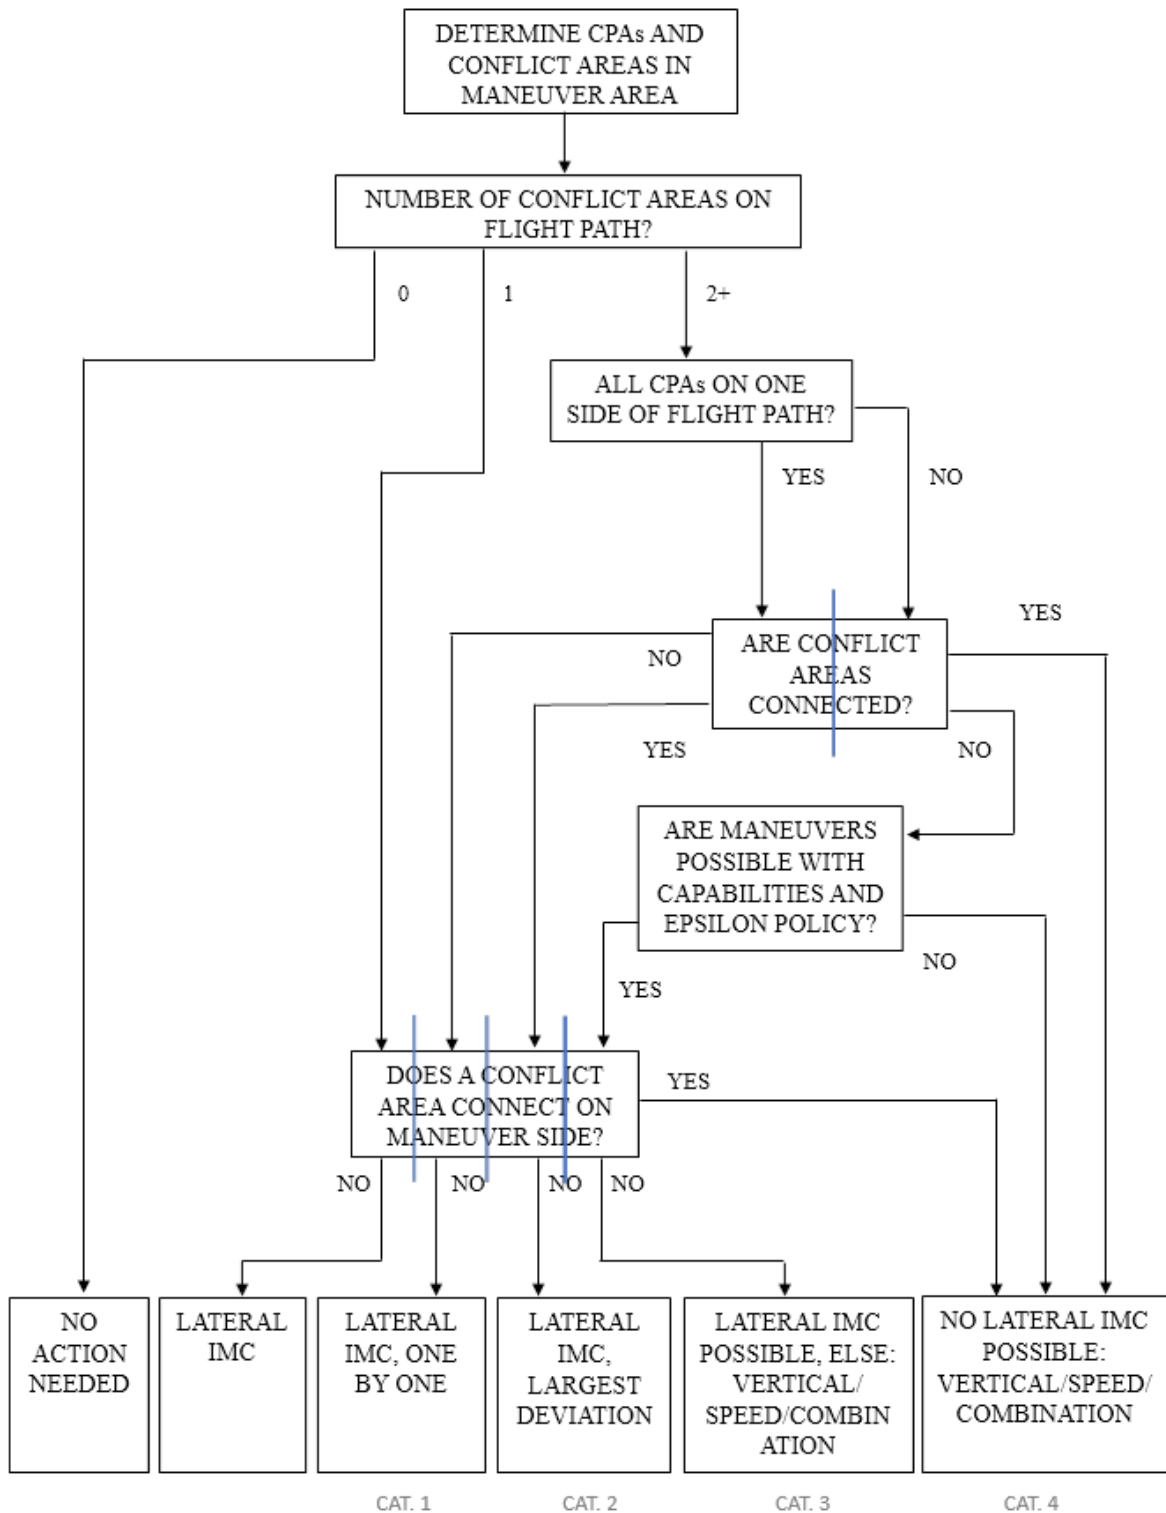 DETERMINE CPAs AND
CONFLICT AREAS IN
MANEUVER AREA
NUMBER OF CONFLICT AREAS ON
FLIGHT PATH?
0
1
2+
ALL CPAs ON ONE
SIDE OF FLIGHT PATH?
YES
NO
YES
ARE CONFLICT
AREAS
CONNECTED?
NO
YES
NO
ARE MANEUVERS
POSSIBLE WITH
CAPABILITIES AND
EPSILON POLICY?
NO
YES
DOES A CONFLICT
AREA CONNECT ON
MANEUVER SIDE?
YES
NO
NO
NO
NO
NO
ACTION
NEEDED
LATERAL
IMC
LATERAL
IMC, ONE
BY ONE
LATERAL
IMC,
LARGEST
DEVIATION
LATERAL IMC
POSSIBLE, ELSE:
VERTICAL/
SPEED/COMBIN
ATION
NO LATERAL IMC
POSSIBLE:
VERTICAL/SPEED/
COMBINATION
CAT. 1
CAT. 2
CAT. 3
CAT. 4